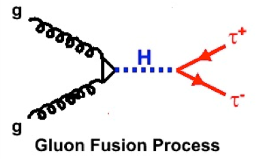 g
H
τ+
τ-
g
Gluon Fusion Process